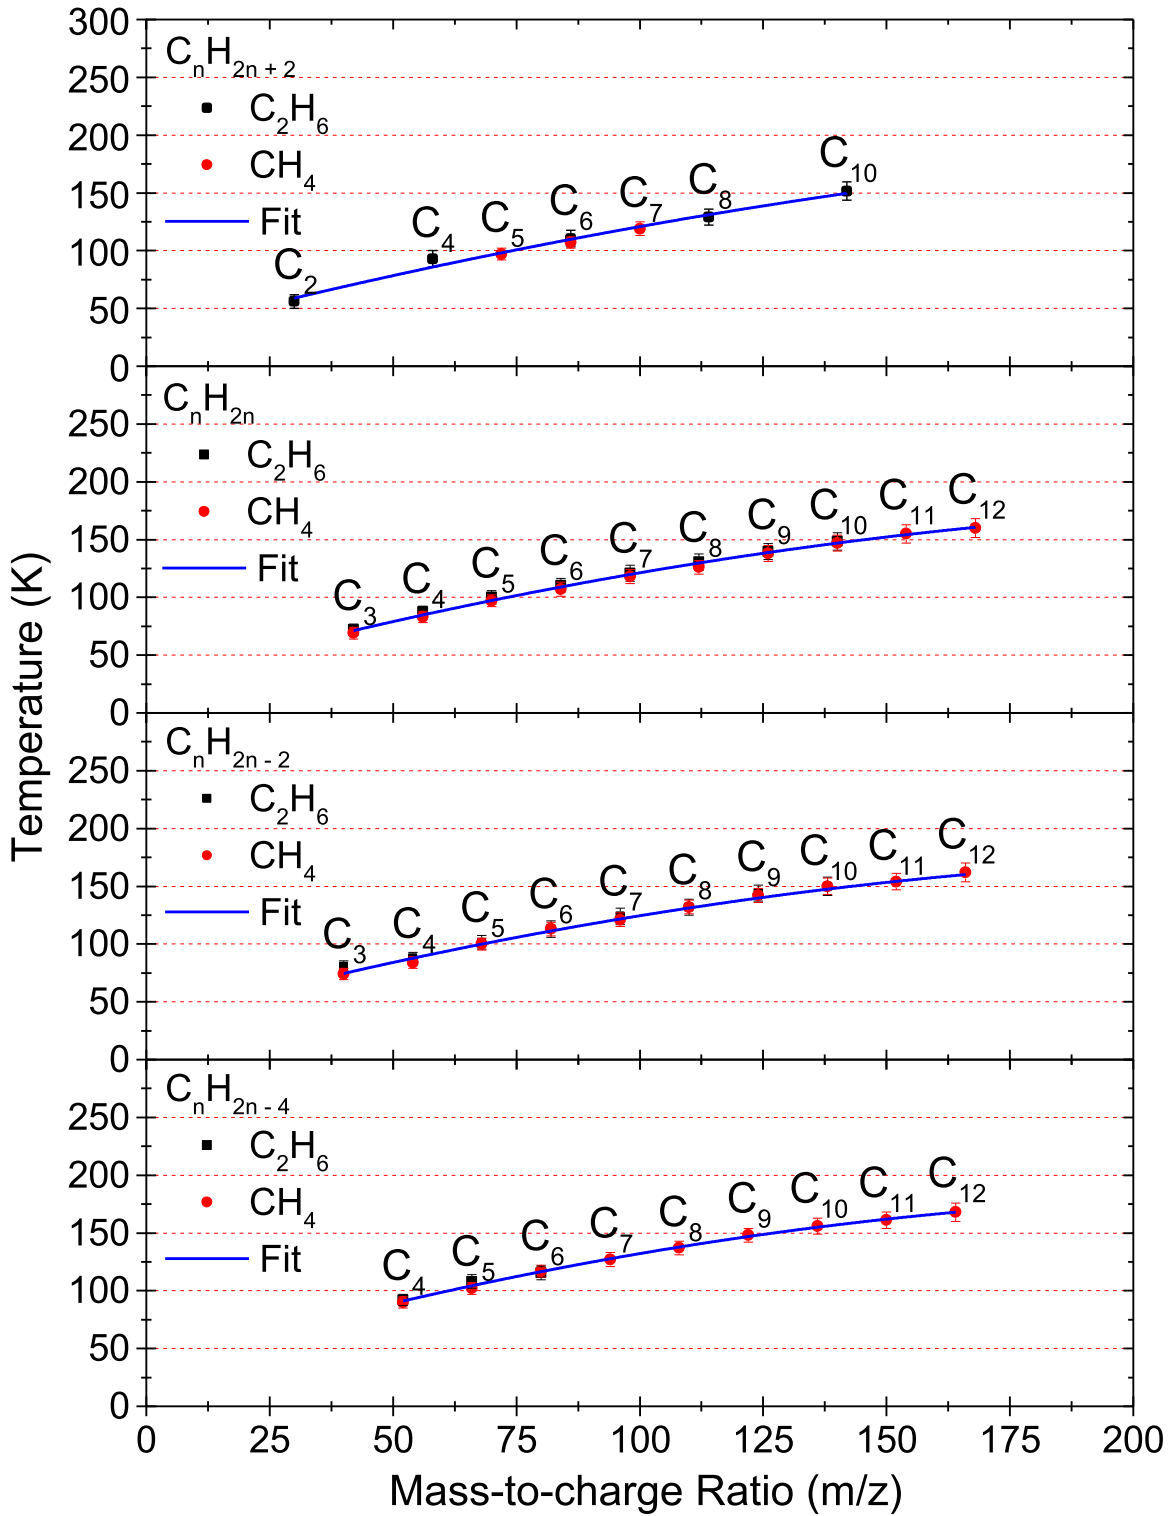 300
250
200
150
100
50
0
CₙH₂ₙ₊₂
C₂H₆
CH₄
Fit
C₂
C₄
C₅
C₆
C₇
C₈
C₁₀
250
200
150
100
50
0
CₙH₂ₙ
C₂H₆
CH₄
Fit
C₃
C₄
C₅
C₆
C₇
C₈
C₉
C₁₀
C₁₁
C₁₂
250
200
150
100
50
0
CₙH₂ₙ₋₂
C₂H₆
CH₄
Fit
C₃
C₄
C₅
C₆
C₇
C₈
C₉
C₁₀
C₁₁
C₁₂
250
200
150
100
50
0
CₙH₂ₙ₋₄
C₂H₆
CH₄
Fit
C₄
C₅
C₆
C₇
C₈
C₉
C₁₀
C₁₁
C₁₂
Temperature (K)
0 25 50 75 100 125 150 175 200
Mass-to-charge Ratio (m/z)